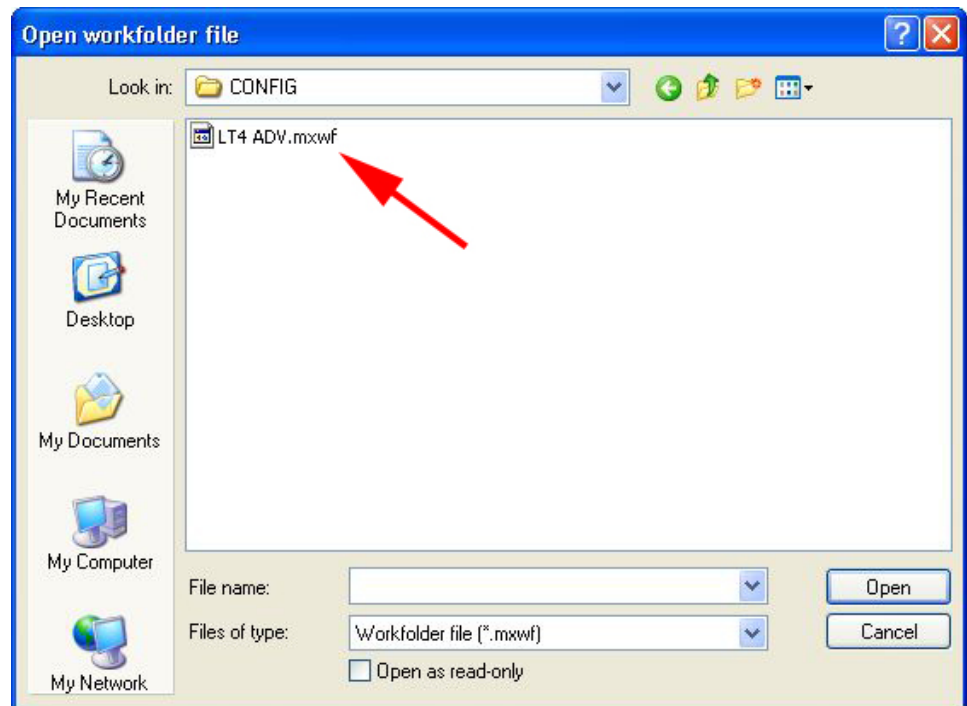 Open workfolder file
Look in: CONFIG
LT4 ADV.mxwf
My Recent
Documents
Desktop
My Documents
My Computer
My Network
File name:
Open
Files of type: Workfolder file (*.mxwf)
Cancel
Open as read-only